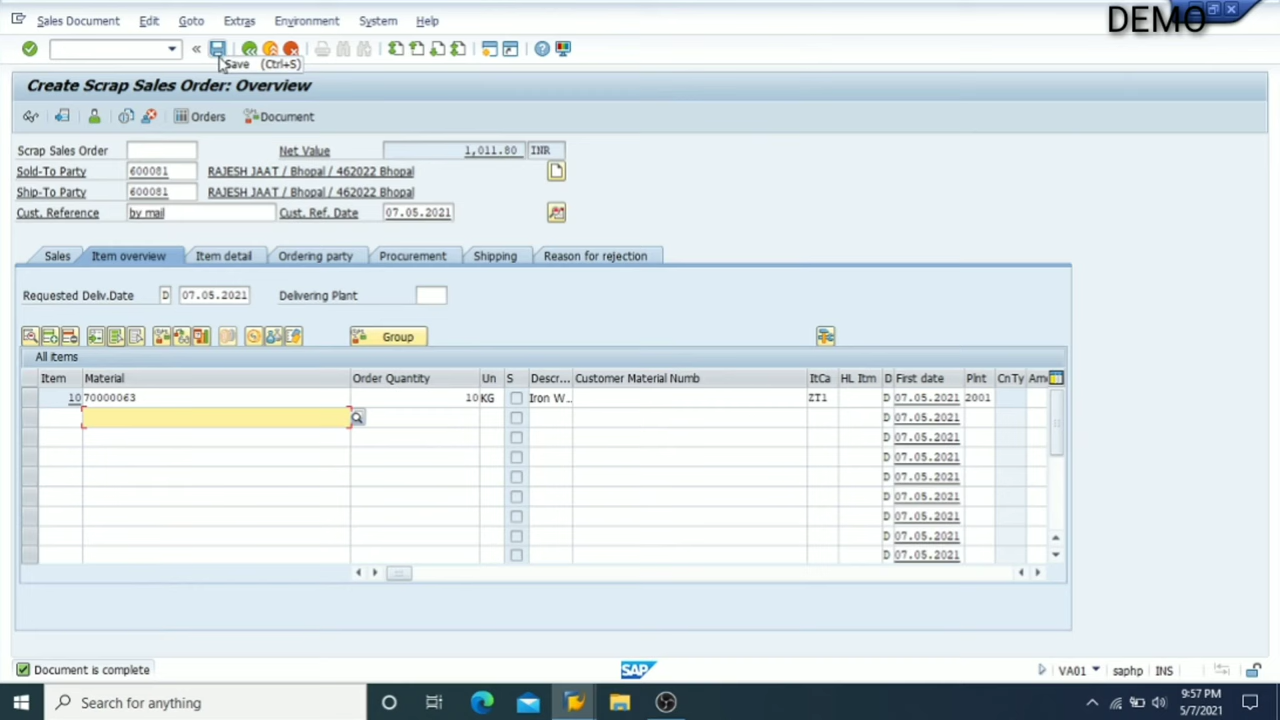 DEMO
Sales Document Edit Goto Extras Environment System Help
Save (Ctrl+S)
Create Scrap Sales Order: Overview
Orders Document
Scrap Sales Order Net Value 1,011.80 INR
Sold-To Party 600081 RAJESH JAAT / Bhopal / 462022 Bhopal
Ship-To Party 600081 RAJESH JAAT / Bhopal / 462022 Bhopal
Cust. Reference by mail Cust. Ref. Date 07.05.2021
Sales Item overview Item detail Ordering party Procurement Shipping Reason for rejection
Requested Deliv.Date D 07.05.2021 Delivering Plant
Group
All items
Item Material Order Quantity Un S Descr... Customer Material Numb ItCa HL Itm D First date Plnt CnTy Am
10 70000063 10 KG Iron W... ZT1 D 07.05.2021 2001
D 07.05.2021
D 07.05.2021
D 07.05.2021
D 07.05.2021
D 07.05.2021
D 07.05.2021
D 07.05.2021
D 07.05.2021
Document is complete SAP VA01 saphp INS
Search for anything 9:57 PM
5/7/2021